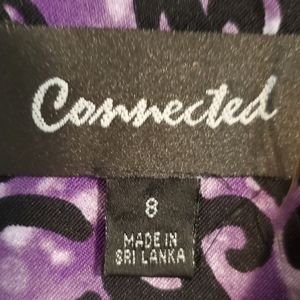 Connected
8
MADE IN
SRI LANKA